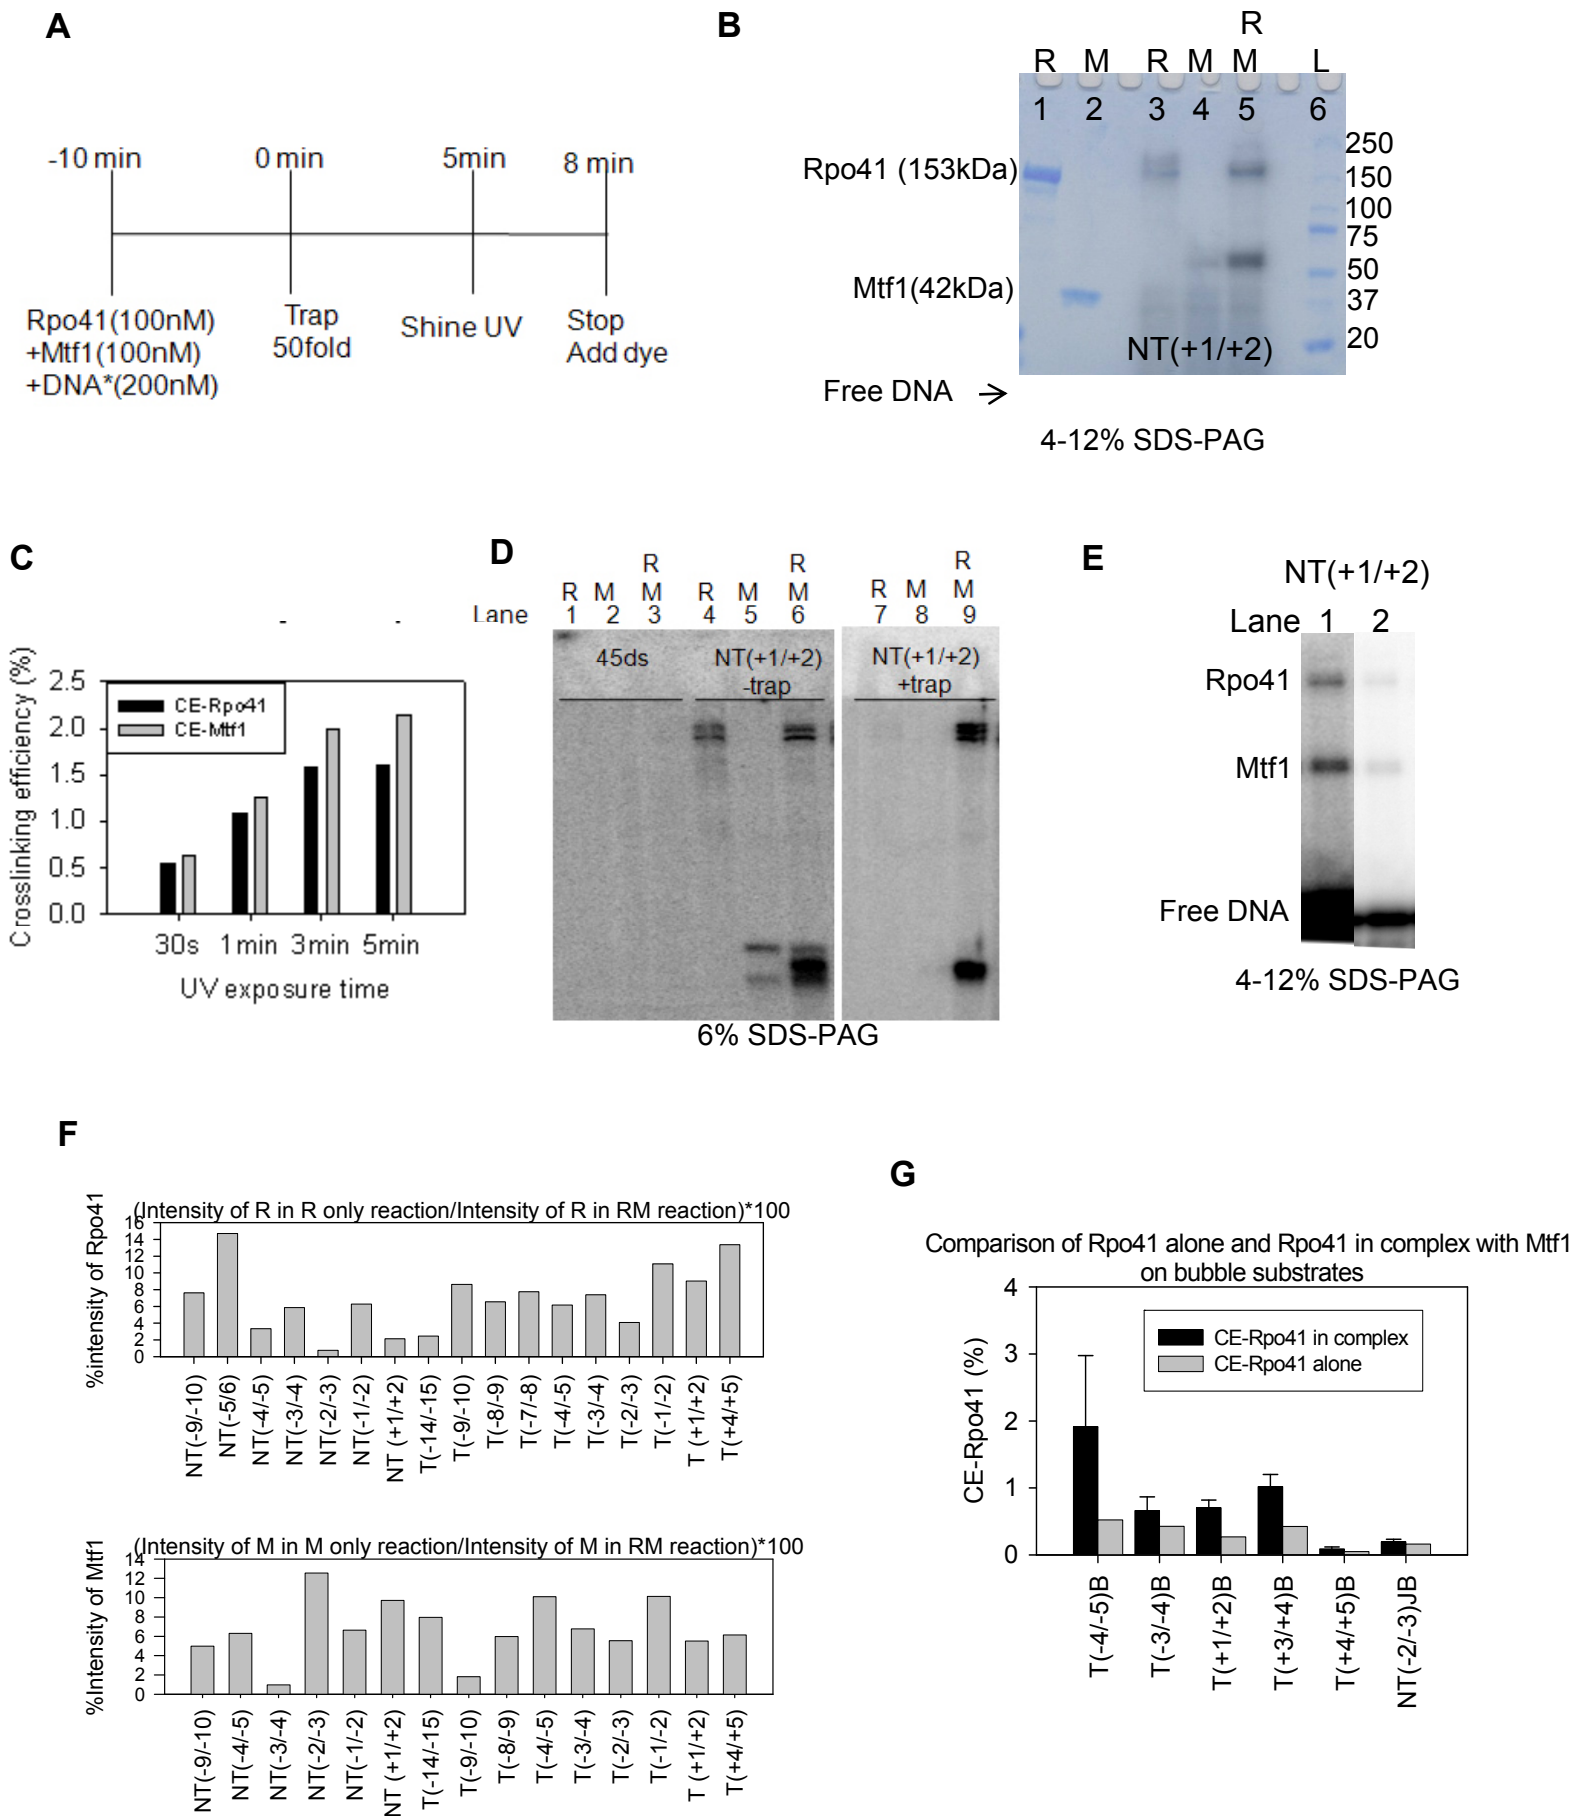 A
-10 min
0 min
5min
8 min
Rpo41(100nM)
+Mtf1(100nM)
+DNA*(200nM)
Trap
50fold
Shine UV
Stop
Add dye
B
R
R M R M M L
1 2 3 4 5 6
Rpo41 (153kDa)
Mtf1(42kDa)
250
150
100
75
50
37
20
NT(+1/+2)
Free DNA
4-12% SDS-PAG
C
Crosslinking efficiency (%)
2.5
2.0
1.5
1.0
0.5
0.0
CE-Rpo41
CE-Mtf1
30s 1min 3min 5min
UV exposure time
D
R R R
R M M R M M R M M
Lane 1 2 3 4 5 6 7 8 9
45ds
NT(+1/+2)
-trap
NT(+1/+2)
+trap
6% SDS-PAG
E
NT(+1/+2)
Lane 1 2
Rpo41
Mtf1
Free DNA
4-12% SDS-PAG
F
(Intensity of R in R only reaction/Intensity of R in RM reaction)*100
%intensity of Rpo41
16
14
12
10
8
6
4
2
0
NT(-9/-10)
NT(-5/6)
NT(-4/-5)
NT(-3/-4)
NT(-2/-3)
NT(-1/-2)
NT (+1/+2)
T(-14/-15)
T(-9/-10)
T(-8/-9)
T(-7/-8)
T(-4/-5)
T(-3/-4)
T(-2/-3)
T(-1/-2)
T (+1/+2)
T(+4/+5)
(Intensity of M in M only reaction/Intensity of M in RM reaction)*100
%Intensity of Mtf1
14
12
10
8
6
4
2
0
NT(-9/-10)
NT(-4/-5)
NT(-3/-4)
NT(-2/-3)
NT(-1/-2)
NT (+1/+2)
T(-14/-15)
T(-9/-10)
T(-8/-9)
T(-4/-5)
T(-3/-4)
T(-2/-3)
T(-1/-2)
T (+1/+2)
T(+4/+5)
G
Comparison of Rpo41 alone and Rpo41 in complex with Mtf1
on bubble substrates
CE-Rpo41 (%)
4
3
2
1
0
CE-Rpo41 in complex
CE-Rpo41 alone
T(-4/-5)B
T(-3/-4)B
T(+1/+2)B
T(+3/+4)B
T(+4/+5)B
NT(-2/-3)JB